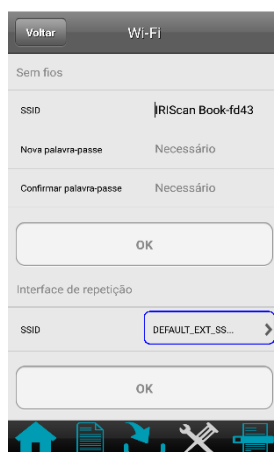 Voltar Wi-Fi
Sem fios
SSID IRIScan Book-fd43
Nova palavra-passe Necessário
Confirmar palavra-passe Necessário
OK
Interface de repetição
SSID DEFAULT_EXT_SS...
OK